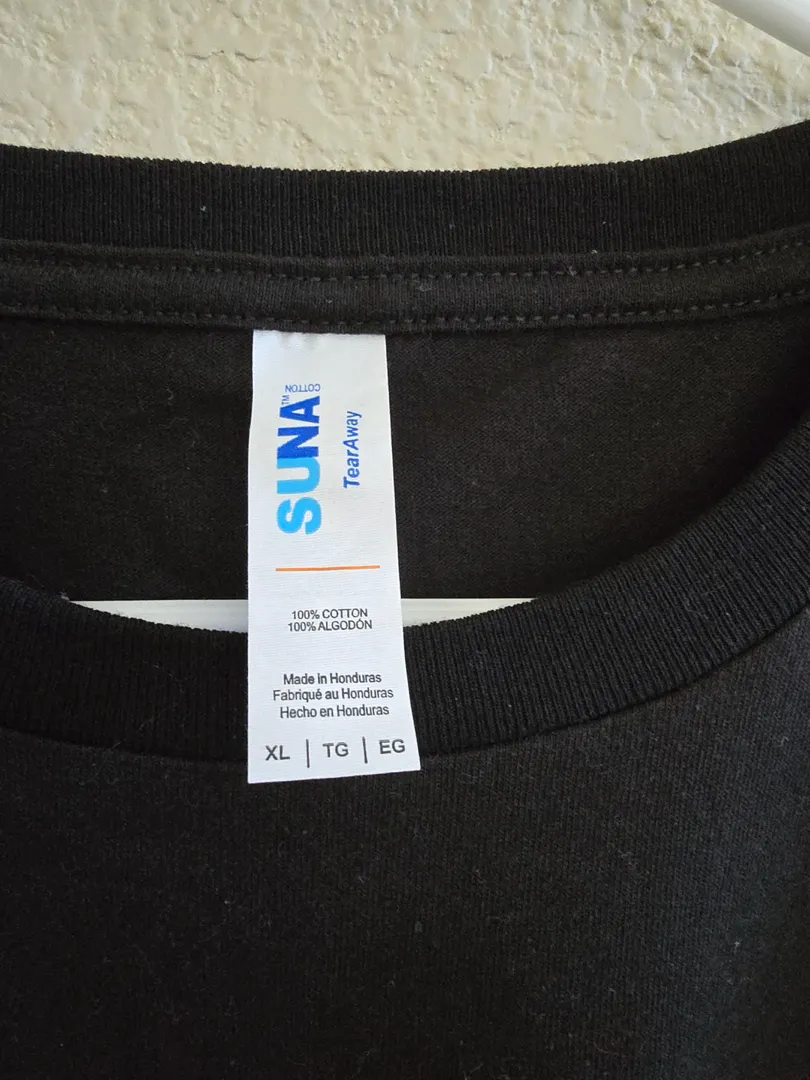 SUNA™
COTTON
TearAway
100% COTTON
100% ALGODÓN
Made in Honduras
Fabriqué au Honduras
Hecho en Honduras
XL | TG | EG